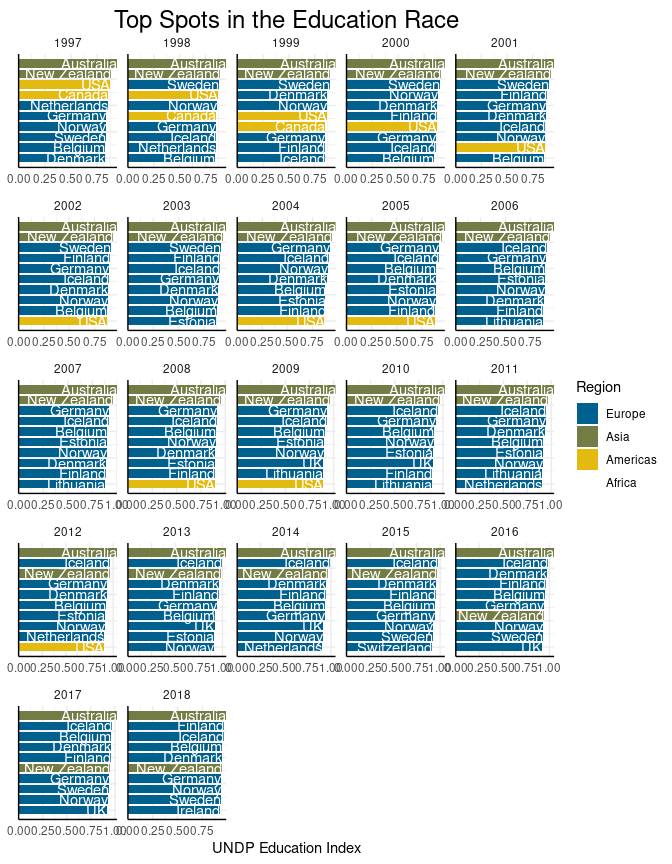 Top Spots in the Education Race
1997 1998 1999 2000 2001
Australia Australia Australia Australia Australia
New Zealand New Zealand New Zealand New Zealand New Zealand
USA Sweden Sweden Sweden Sweden
Canada USA Denmark Norway Finland
Netherlands Norway Norway Denmark Germany
Germany Canada USA Finland Denmark
Norway Germany Canada USA Iceland
Sweden Iceland Germany Germany Norway
Belgium Netherlands Finland Iceland USA
Denmark Belgium Iceland Belgium Belgium
0.00 0.25 0.50 0.75 0.00 0.25 0.50 0.75 0.00 0.25 0.50 0.75 0.00 0.25 0.50 0.75 0.00 0.25 0.50 0.75
2002 2003 2004 2005 2006
Australia Australia Australia Australia Australia
New Zealand New Zealand New Zealand New Zealand New Zealand
Sweden Sweden Germany Germany Iceland
Finland Finland Iceland Iceland Germany
Germany Iceland Norway Belgium Belgium
Iceland Germany Denmark Denmark Estonia
Denmark Denmark Belgium Estonia Norway
Norway Norway Estonia Norway Denmark
Belgium Belgium Finland Finland Finland
USA Estonia USA USA Lithuania
0.00 0.25 0.50 0.75 0.00 0.25 0.50 0.75 0.00 0.25 0.50 0.75 0.00 0.25 0.50 0.75 0.00 0.25 0.50 0.75
2007 2008 2009 2010 2011
Australia Australia Australia Australia Australia
New Zealand New Zealand New Zealand New Zealand New Zealand
Germany Germany Germany Iceland Iceland
Iceland Iceland Iceland Germany Germany
Belgium Belgium Belgium Belgium Denmark
Estonia Norway Estonia Norway Belgium
Norway Denmark Norway Estonia Estonia
Denmark Estonia UK UK Norway
Finland Finland Lithuania Finland Lithuania
Lithuania USA USA Lithuania Netherlands
0.00 0.25 0.50 0.75 1.00 0.00 0.25 0.50 0.75 1.00 0.00 0.25 0.50 0.75 1.00 0.00 0.25 0.50 0.75 1.00 0.00 0.25 0.50 0.75 1.00
Region
Europe
Asia
Americas
Africa
2012 2013 2014 2015 2016
Australia Australia Australia Australia Australia
Iceland Iceland Iceland Iceland Iceland
New Zealand New Zealand New Zealand New Zealand Denmark
Germany Denmark Denmark Denmark Finland
Denmark Finland Finland Finland Belgium
Belgium Germany Belgium Belgium Germany
Estonia Belgium Germany Germany New Zealand
Norway UK UK Norway Norway
Netherlands Estonia Norway Sweden Sweden
USA Norway Netherlands Switzerland UK
0.00 0.25 0.50 0.75 1.00 0.00 0.25 0.50 0.75 1.00 0.00 0.25 0.50 0.75 1.00 0.00 0.25 0.50 0.75 1.00 0.00 0.25 0.50 0.75 1.00
2017 2018
Australia Australia
Iceland Finland
Belgium Iceland
Denmark Belgium
Finland Denmark
New Zealand New Zealand
Germany Germany
Sweden Norway
Norway Sweden
UK Ireland
0.00 0.25 0.50 0.75 1.00 0.00 0.25 0.50 0.75
UNDP Education Index